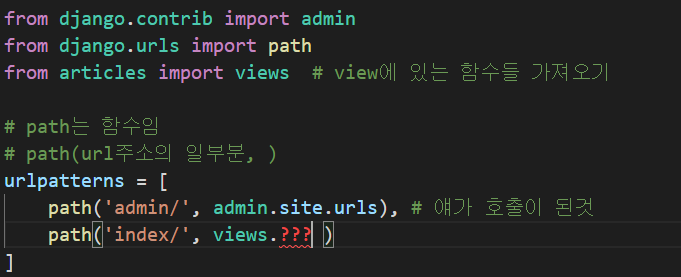 from django.contrib import admin
from django.urls import path
from articles import views  # view에 있는 함수들 가져오기
# path는 함수임
# path(url주소의 일부분, )
urlpatterns = [
    path('admin/', admin.site.urls), # 얘가 호출이 된것
    path('index/', views.??? )
]